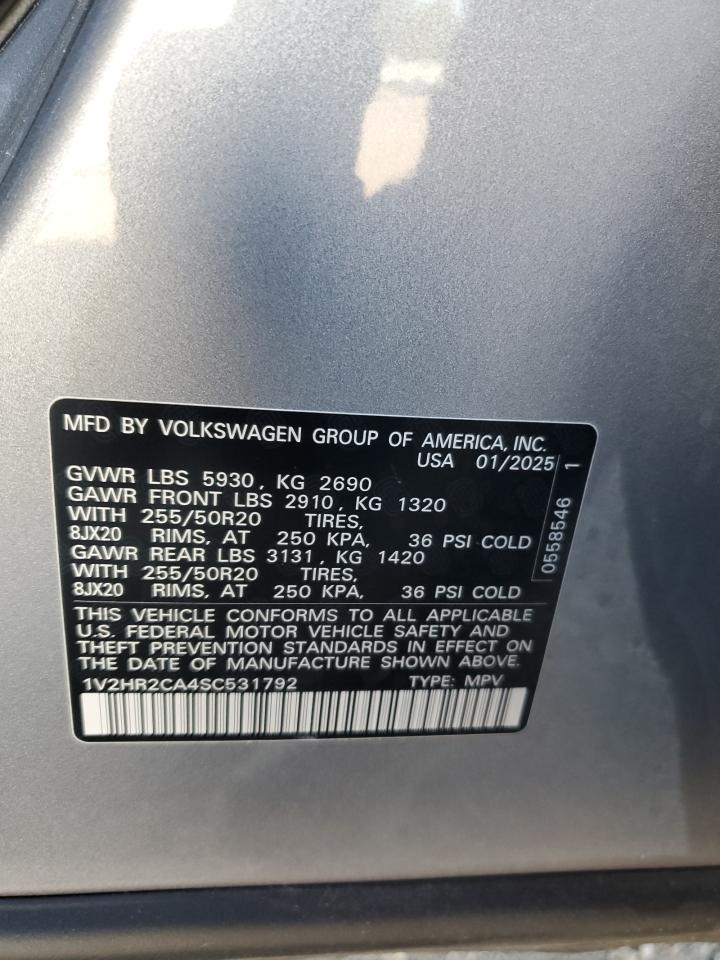 MFD BY VOLKSWAGEN GROUP OF AMERICA, INC.
USA 01/2025
GVWR LBS 5930, KG 2690
GAWR FRONT LBS 2910, KG 1320
WITH 255/50R20 TIRES,
8JX20 RIMS, AT 250 KPA, 36 PSI COLD
GAWR REAR LBS 3131, KG 1420
WITH 255/50R20 TIRES,
8JX20 RIMS, AT 250 KPA, 36 PSI COLD
0558546 1
THIS VEHICLE CONFORMS TO ALL APPLICABLE
U.S. FEDERAL MOTOR VEHICLE SAFETY AND
THEFT PREVENTION STANDARDS IN EFFECT ON
THE DATE OF MANUFACTURE SHOWN ABOVE.
1V2HR2CA4SC531792 TYPE: MPV